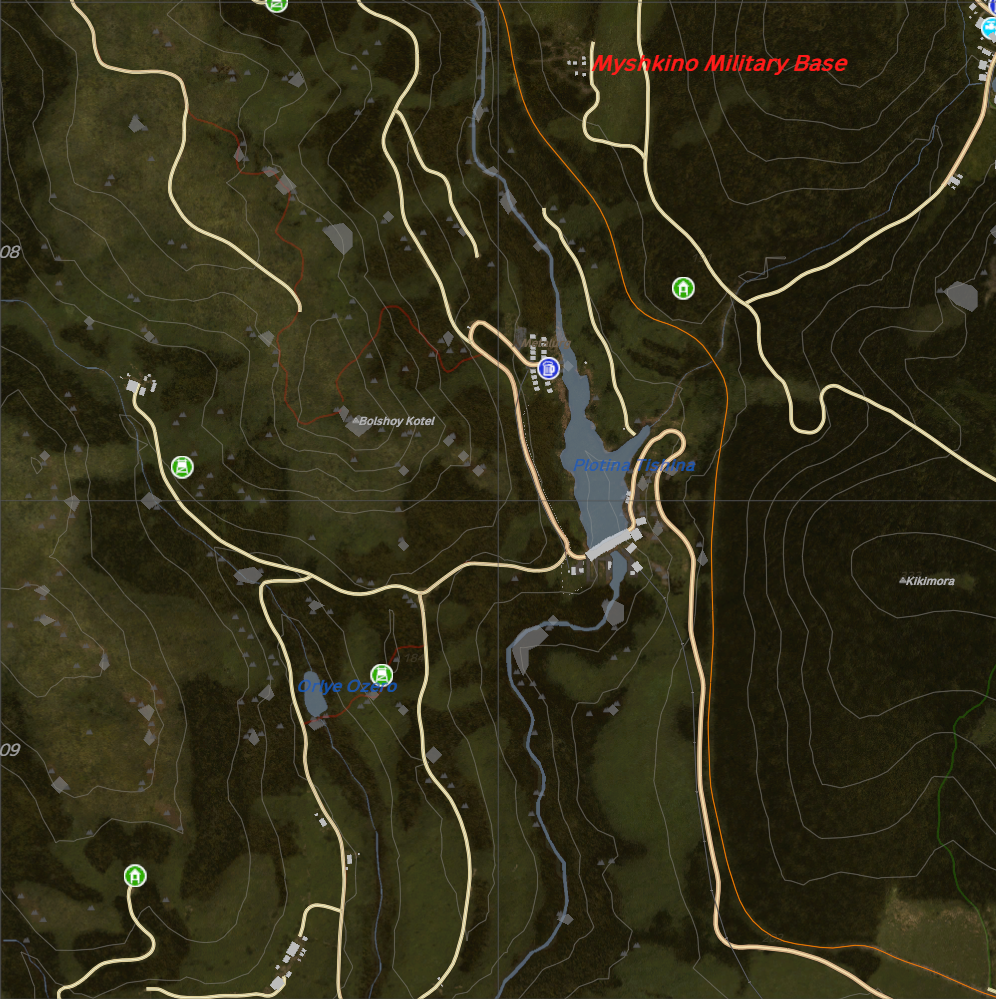 Myshkino Military Base
08
Bolshoy Kotel
Plotina Tishina
Kikimora
Orlye Ozero
09